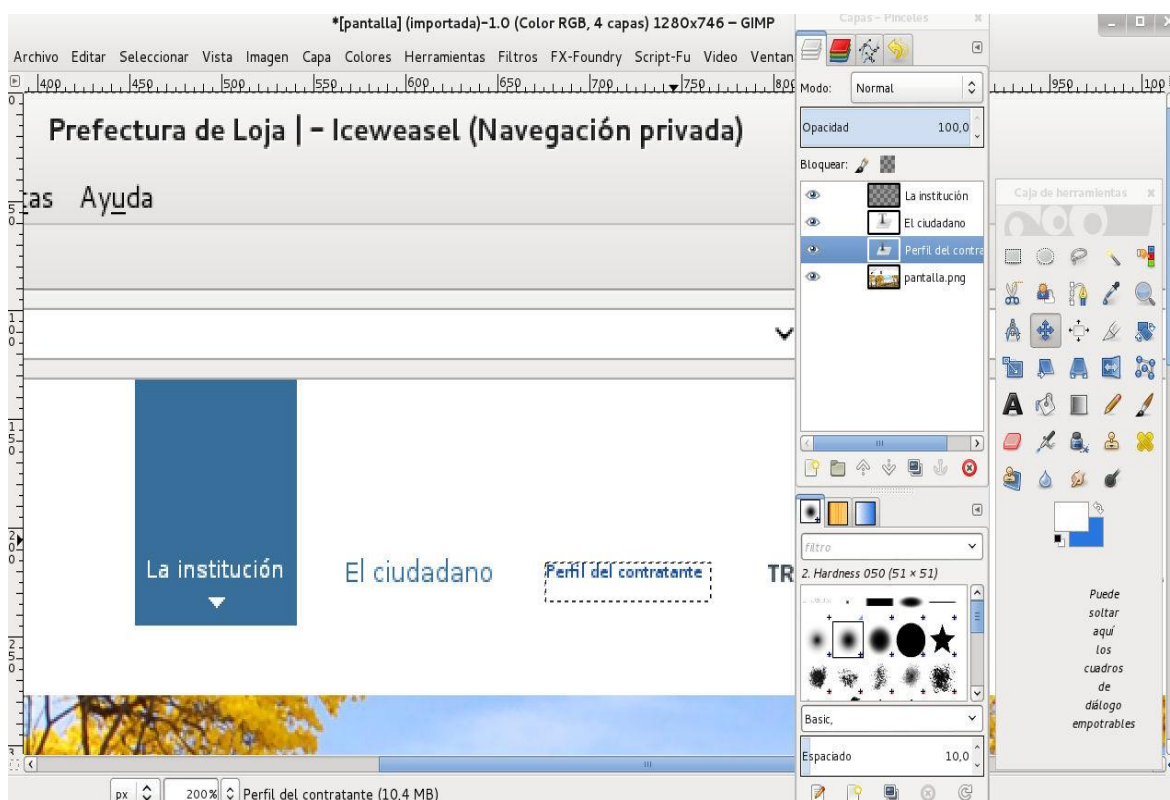 *[pantalla] (importada)-1.0 (Color RGB, 4 capas) 1280x746 – GIMP
Capas – Pinceles
Archivo Editar Seleccionar Vista Imagen Capa Colores Herramientas Filtros FX-Foundry Script-Fu Video Ventan
400 450 500 550 600 650 700 750 800 950 100
Modo: Normal
Opacidad 100,0
Bloquear:
Prefectura de Loja | – Iceweasel (Navegación privada)
tas Ayuda
La institución
El ciudadano
Perfil del contra
pantalla.png
Caja de herramientas
La institución
El ciudadano
Perfil del contratante
TR
filtro
2. Hardness 050 (51 × 51)
Basic,
Espaciado 10,0
Puede
soltar
aquí
los
cuadros
de
diálogo
empotrables
px 200% Perfil del contratante (10,4 MB)